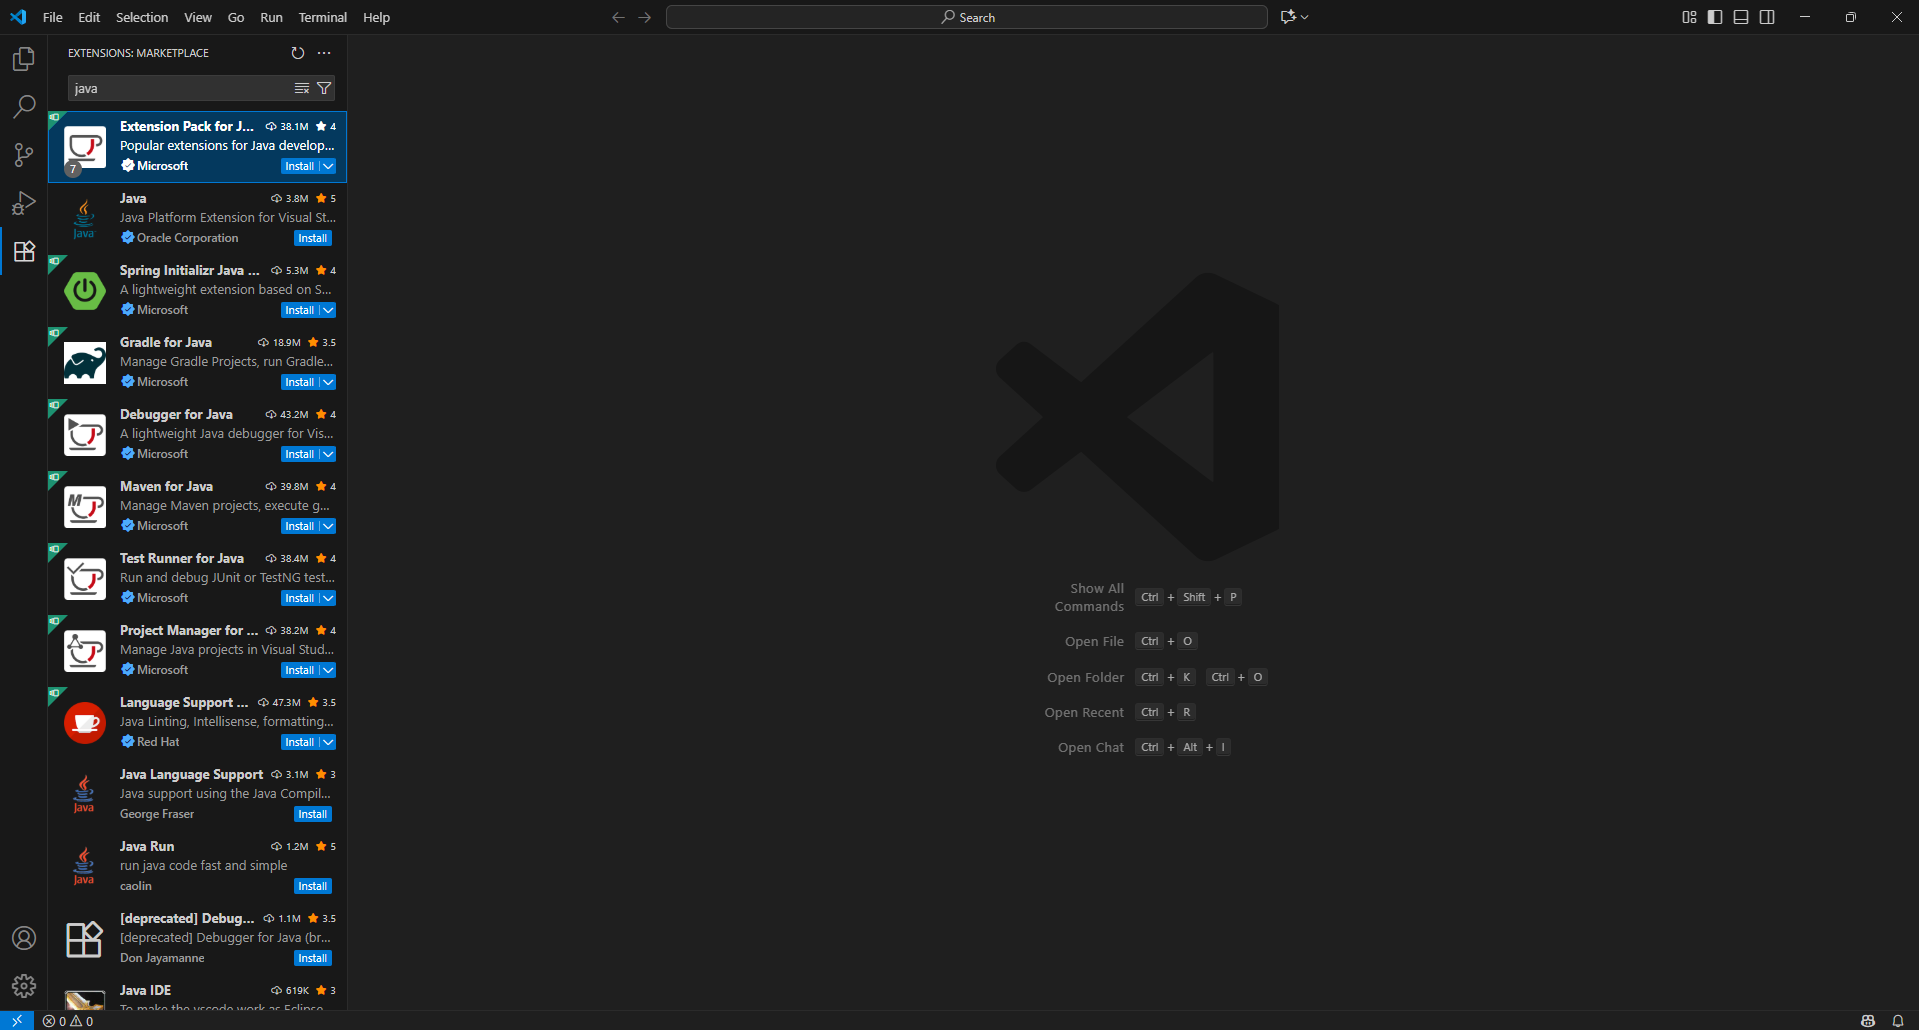 File Edit Selection View Go Run Terminal Help
Search
EXTENSIONS: MARKETPLACE
java
Extension Pack for J... 38.1M 4
Popular extensions for Java develop...
7
Microsoft Install
Java 3.8M 5
Java Platform Extension for Visual St...
Java
Oracle Corporation Install
Spring Initializr Java ... 5.3M 4
A lightweight extension based on S...
Microsoft Install
Gradle for Java 18.9M 3.5
Manage Gradle Projects, run Gradle...
Microsoft Install
Debugger for Java 43.2M 4
A lightweight Java debugger for Vis...
Microsoft Install
Maven for Java 39.8M 4
M
Manage Maven projects, execute g...
Microsoft Install
Test Runner for Java 38.4M 4
Run and debug JUnit or TestNG test...
Microsoft Install
Project Manager for ... 38.2M 4
Manage Java projects in Visual Stud...
Microsoft Install
Language Support ... 47.3M 3.5
Java Linting, Intellisense, formatting...
Red Hat Install
Java Language Support 3.1M 3
Java support using the Java Compil...
Java
George Fraser Install
Java Run 1.2M 5
run java code fast and simple
Java
caolin Install
[deprecated] Debug... 1.1M 3.5
[deprecated] Debugger for Java (br...
Don Jayamanne Install
Java IDE 619K 3
To make the vscode work as Eclipse
Show All
Commands Ctrl + Shift + P
Open File Ctrl + O
Open Folder Ctrl + K Ctrl + O
Open Recent Ctrl + R
Open Chat Ctrl + Alt + I
0 0